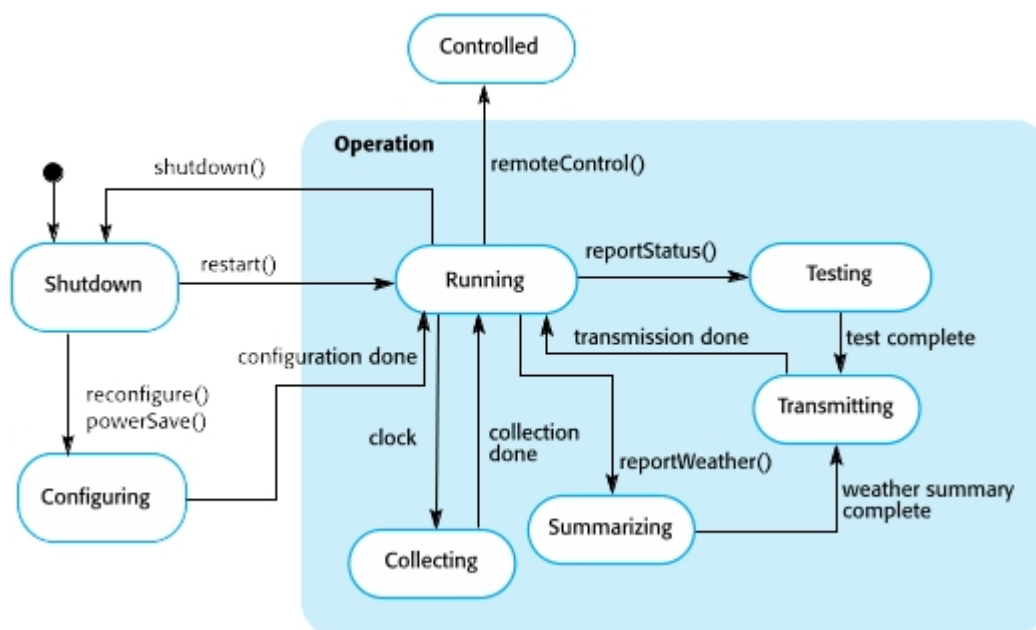 Controlled
Operation
shutdown()
remoteControl()
Shutdown
restart()
Running
reportStatus()
Testing
configuration done
transmission done
test complete
reconfigure()
powerSave()
Transmitting
clock
collection
done
reportWeather()
Configuring
weather summary
complete
Summarizing
Collecting